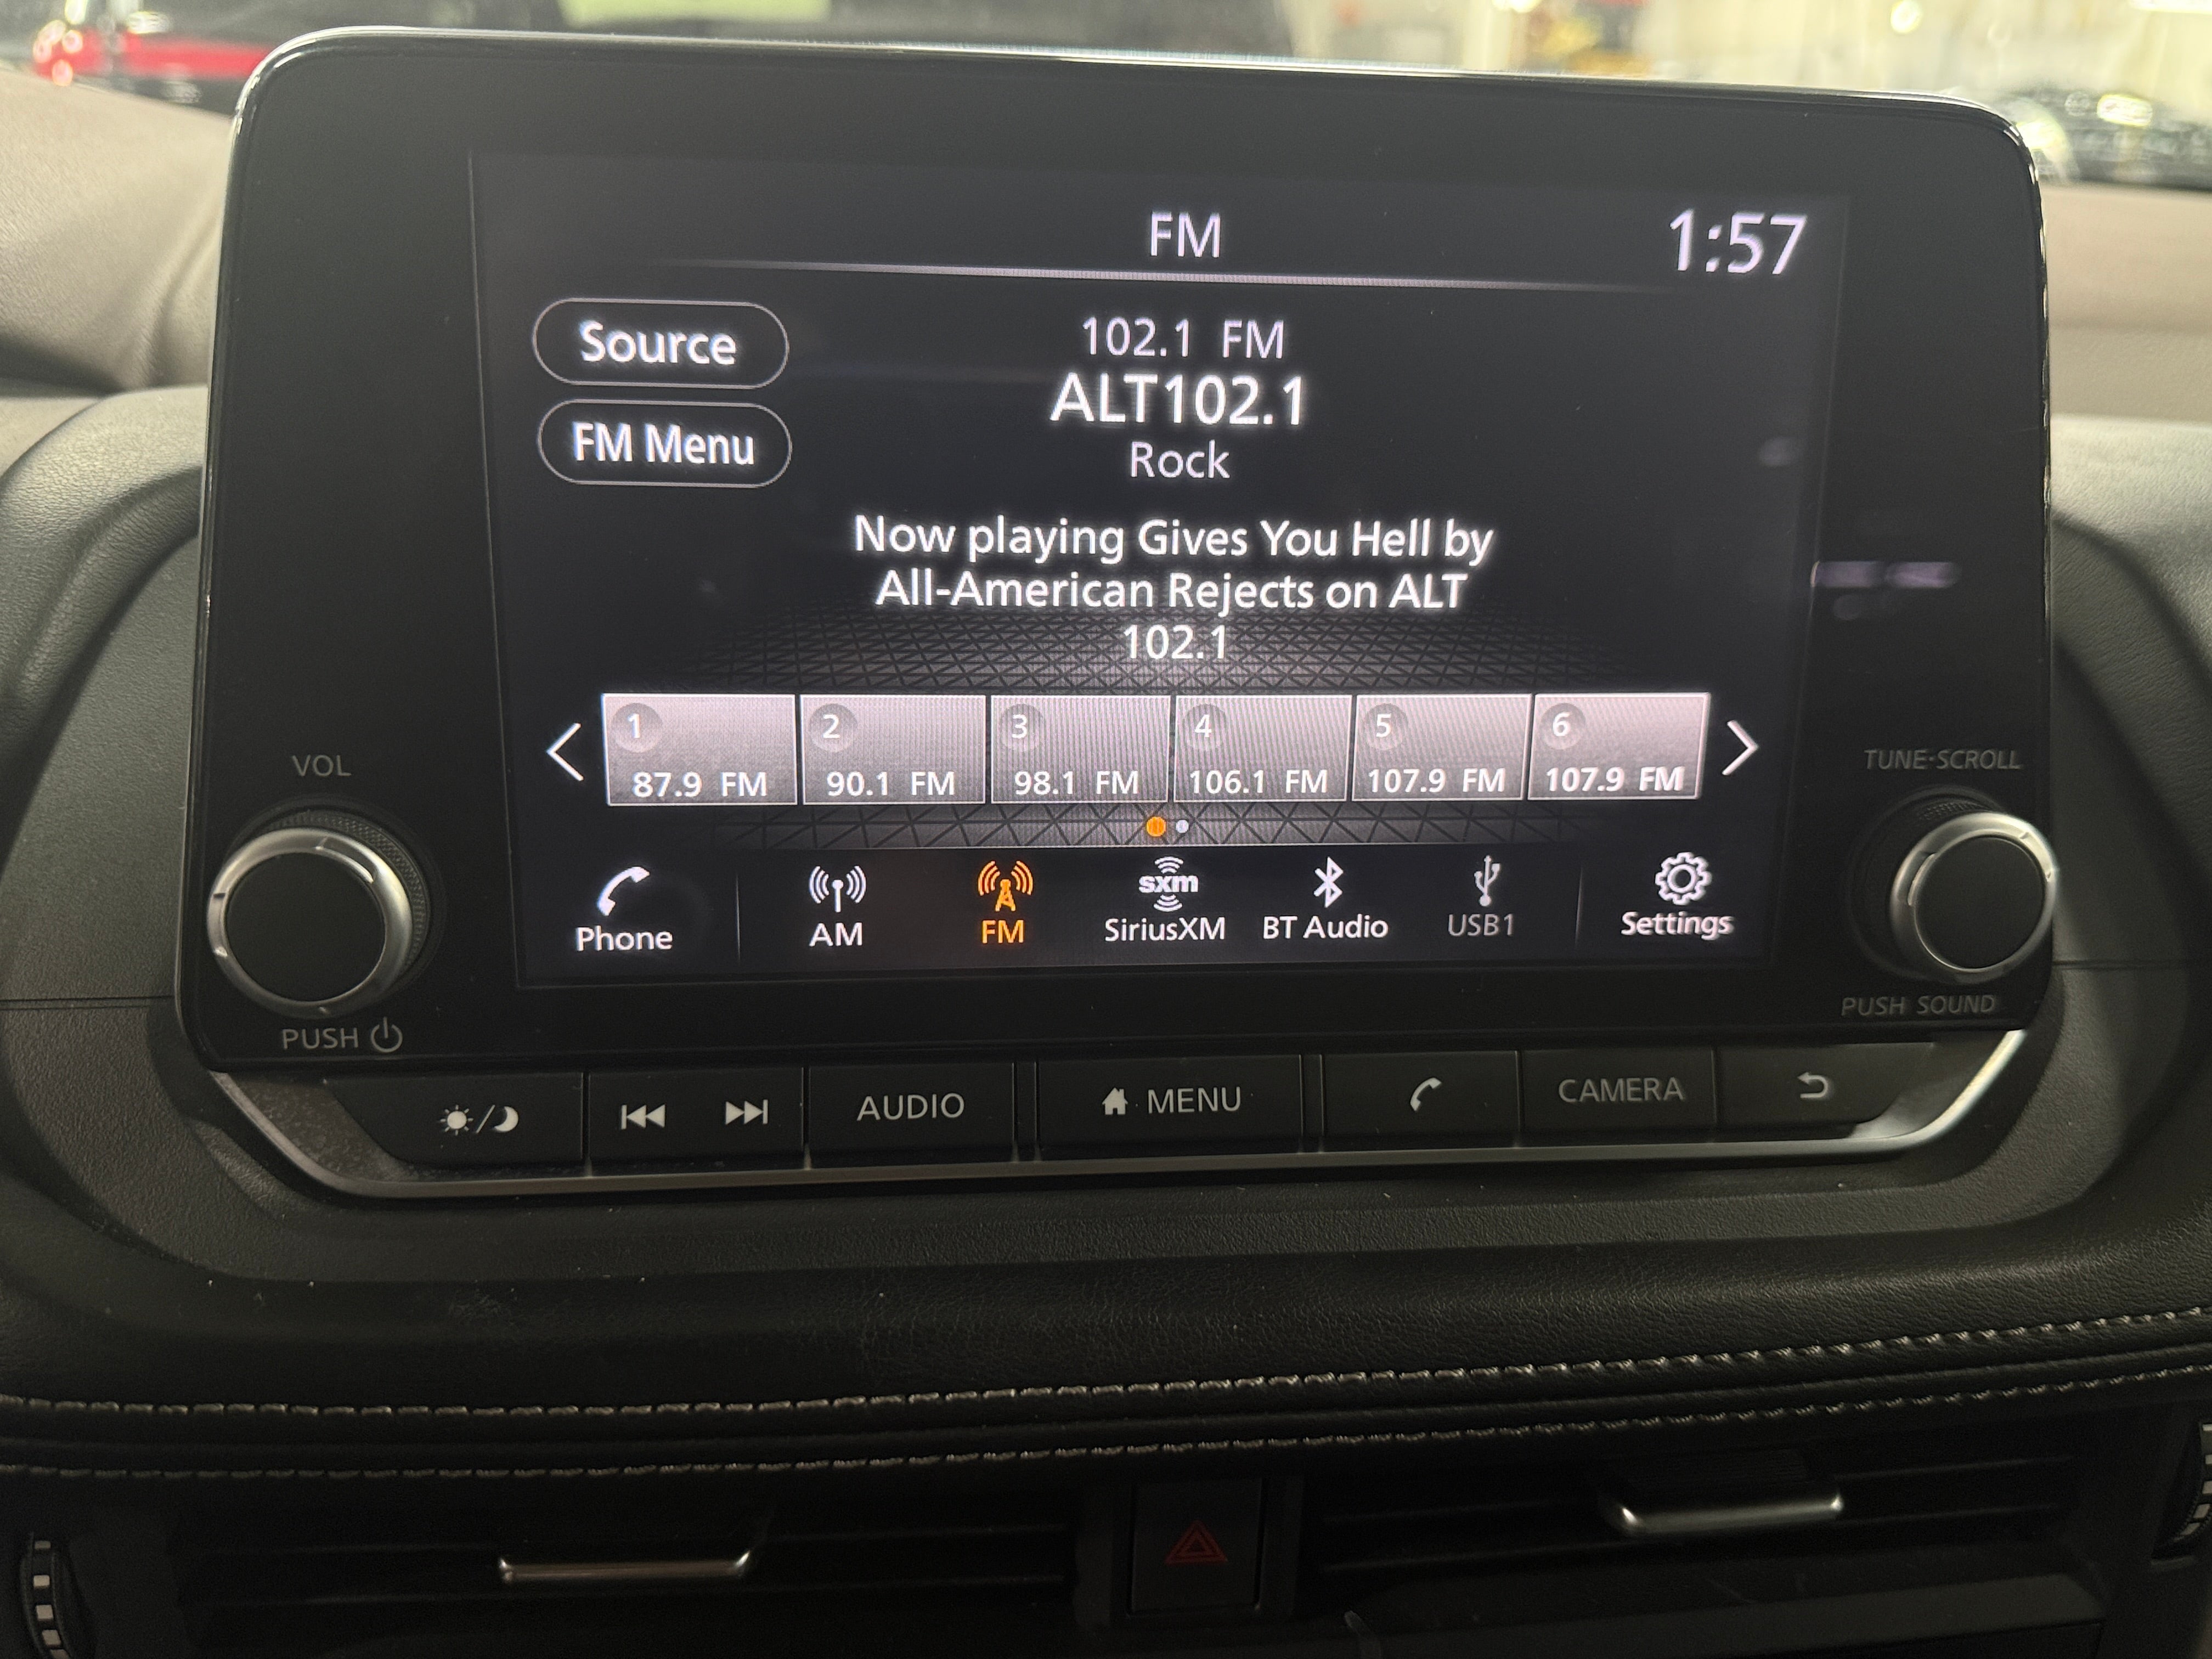 FM
1:57
Source
102.1 FM
ALT102.1
FM Menu
Rock
Now playing Gives You Hell by
All-American Rejects on ALT
102.1
1 87.9 FM
2 90.1 FM
3 98.1 FM
4 106.1 FM
5 107.9 FM
6 107.9 FM
VOL
TUNE·SCROLL
Phone
AM
FM
sxm
SiriusXM
BT Audio
USB1
Settings
PUSH
PUSH SOUND
AUDIO
MENU
CAMERA